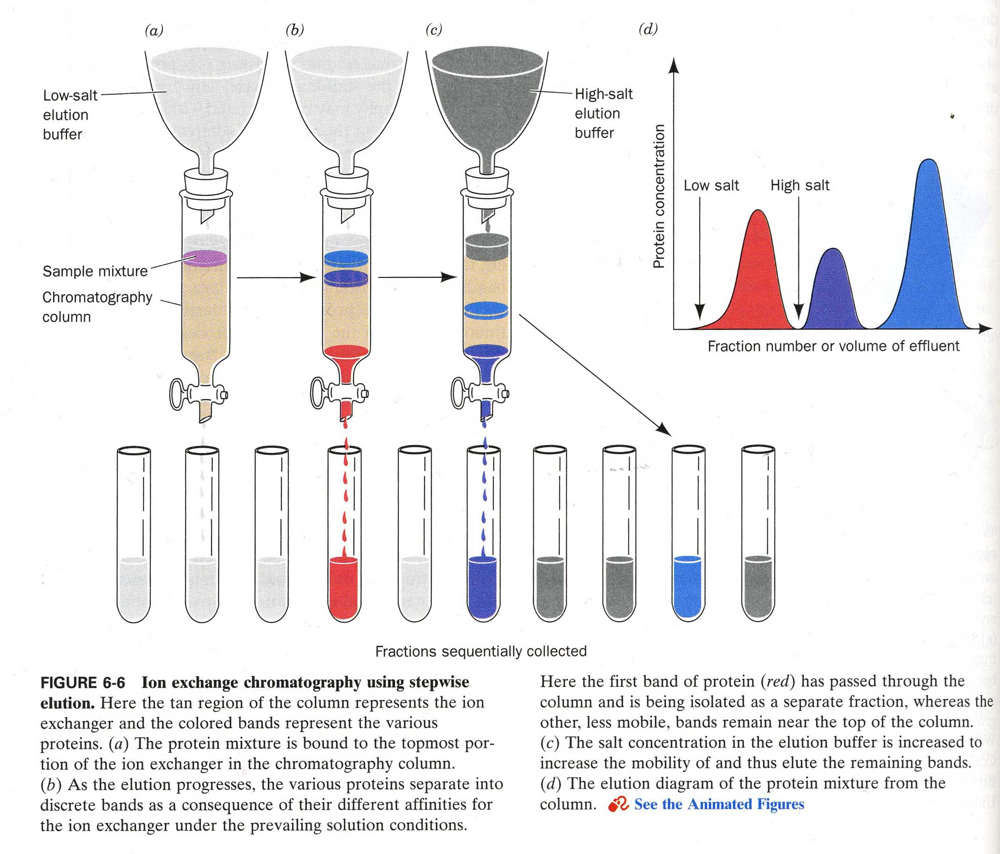 (a)
(b)
(c)
(d)
Low-salt
elution
buffer
High-salt
elution
buffer
Sample mixture
Chromatography
column
Protein concentration
Low salt
High salt
Fraction number or volume of effluent
Fractions sequentially collected
FIGURE 6-6 Ion exchange chromatography using stepwise
elution. Here the tan region of the column represents the ion
exchanger and the colored bands represent the various
proteins. (a) The protein mixture is bound to the topmost por-
tion of the ion exchanger in the chromatography column.
(b) As the elution progresses, the various proteins separate into
discrete bands as a consequence of their different affinities for
the ion exchanger under the prevailing solution conditions.
Here the first band of protein (red) has passed through the
column and is being isolated as a separate fraction, whereas the
other, less mobile, bands remain near the top of the column.
(c) The salt concentration in the elution buffer is increased to
increase the mobility of and thus elute the remaining bands.
(d) The elution diagram of the protein mixture from the
column. See the Animated Figures